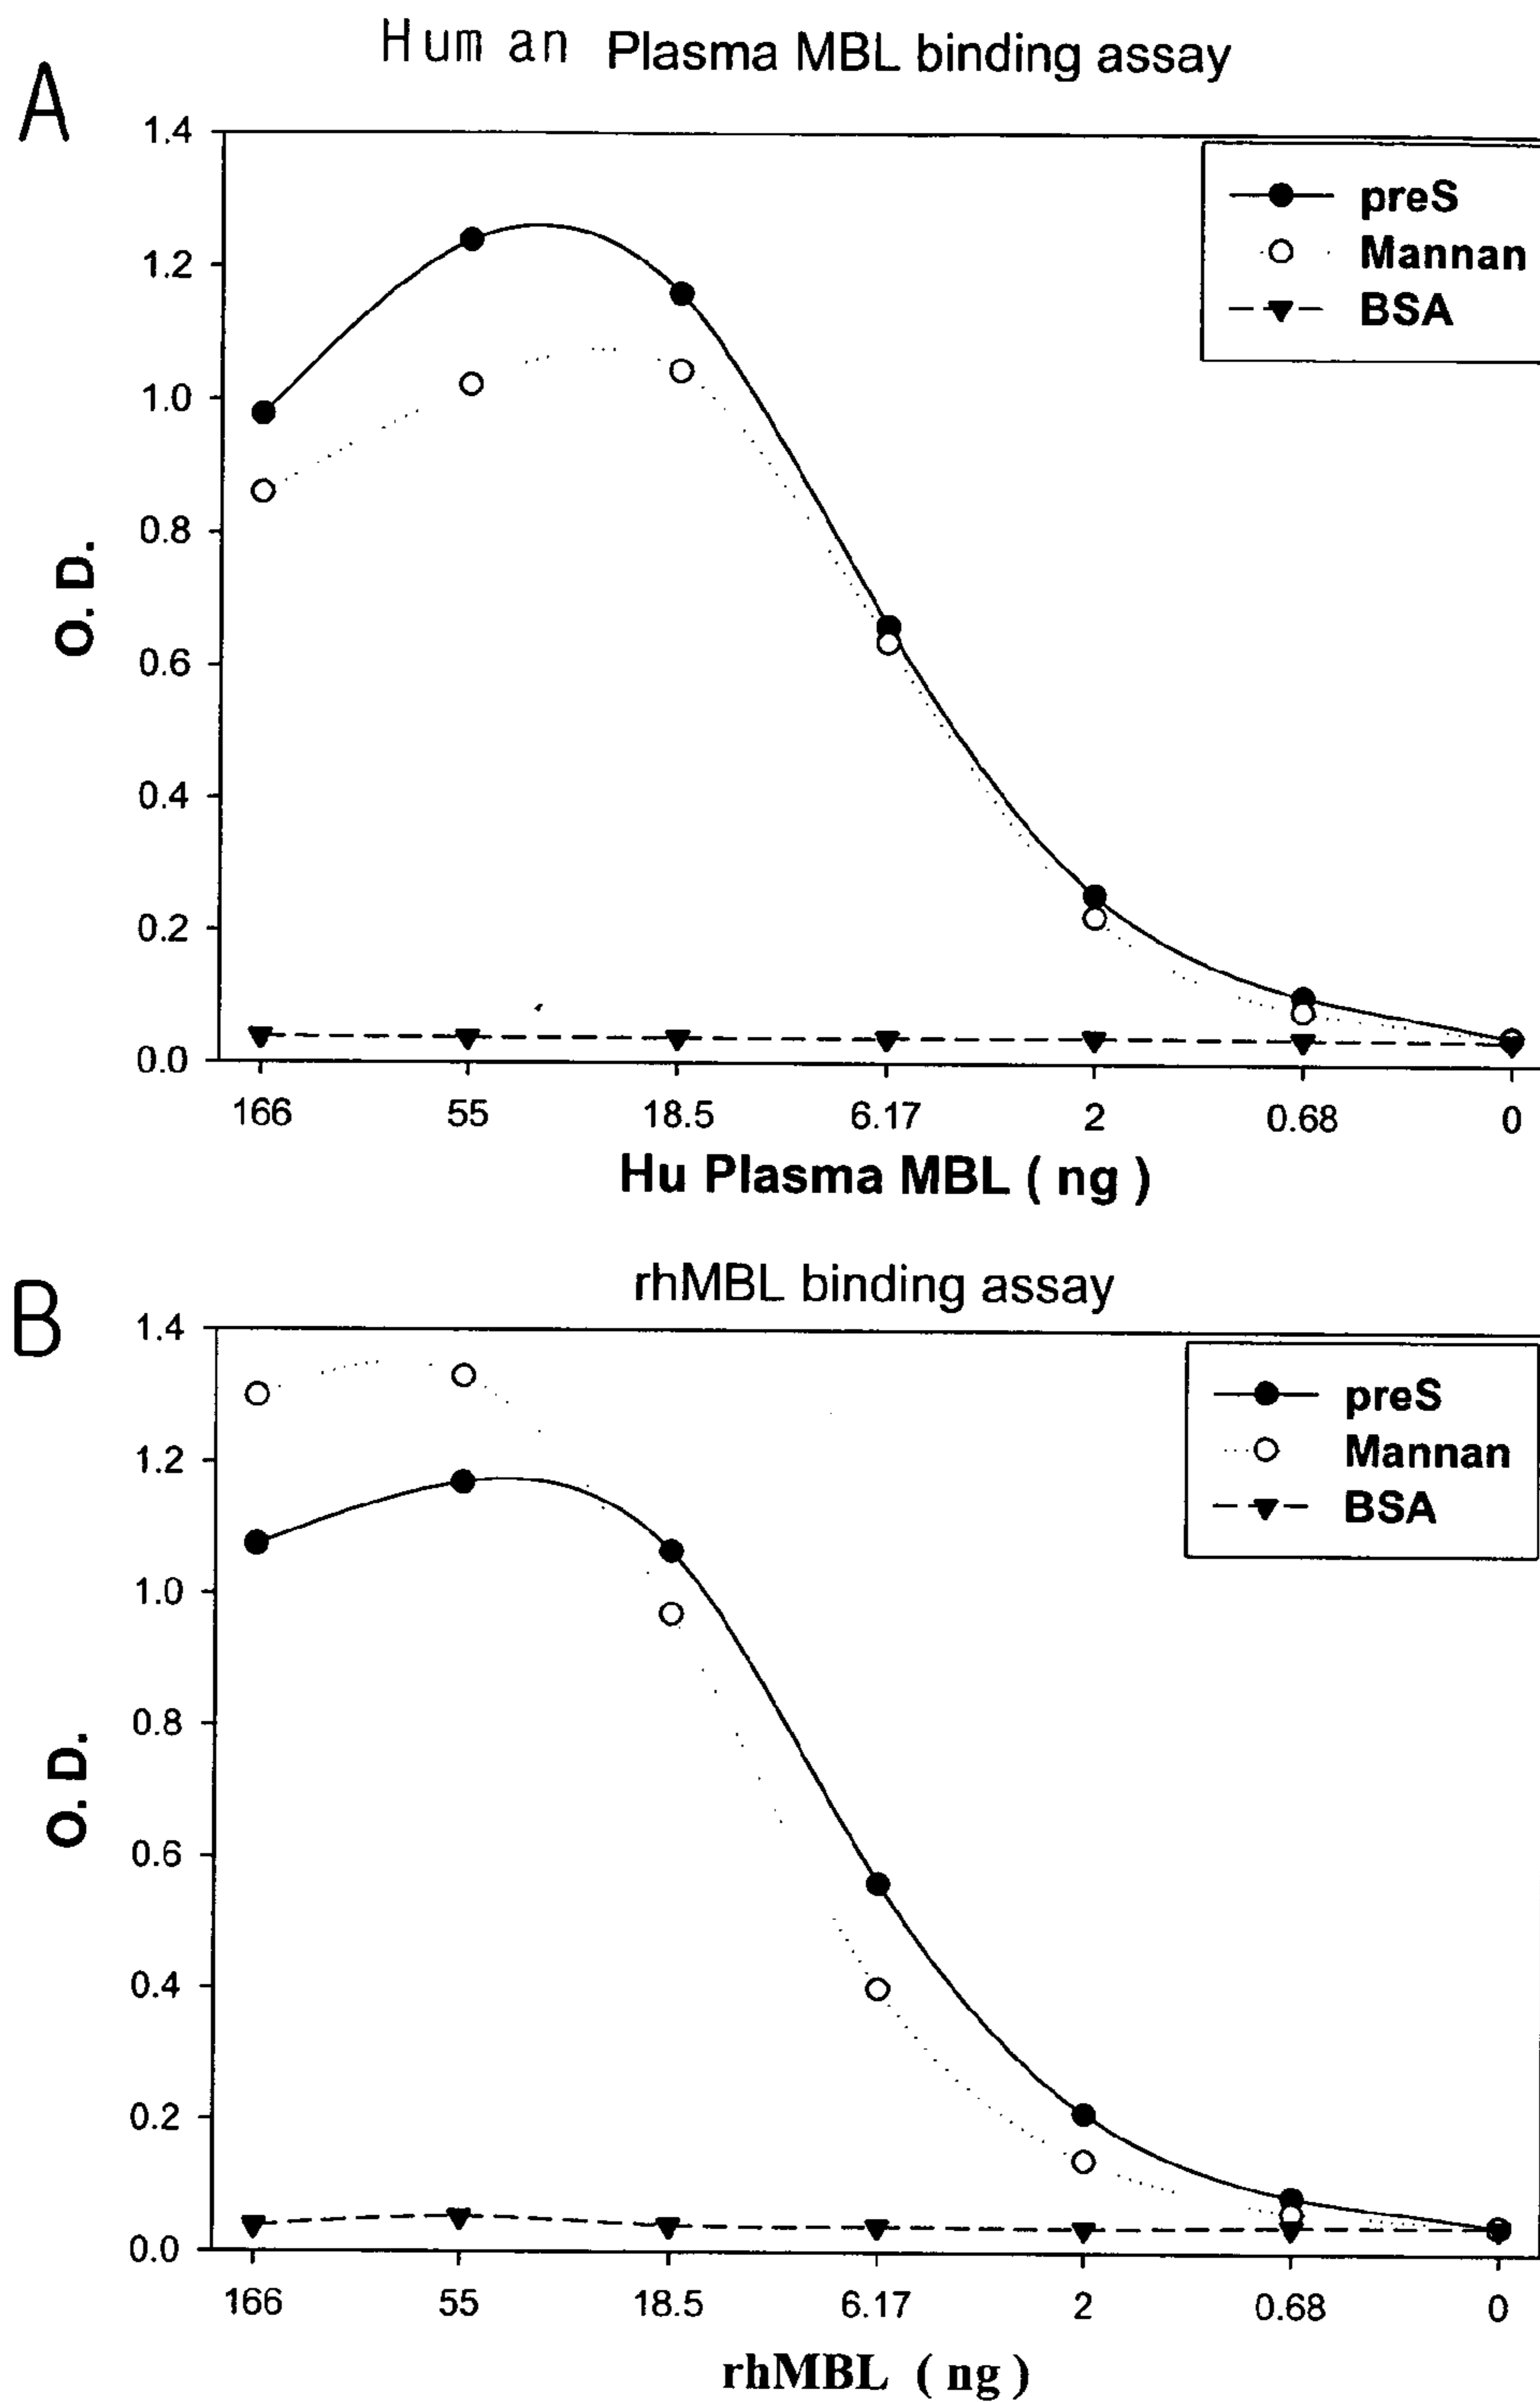 A
Human Plasma MBL binding assay
1.4
1.2
1.0
0.8
0.6
0.4
0.2
0.0
O. D.
preS
Mannan
BSA
166 55 18.5 6.17 2 0.68 0
Hu Plasma MBL ( ng )
B
rhMBL binding assay
1.4
1.2
1.0
0.8
0.6
0.4
0.2
0.0
O. D.
preS
Mannan
BSA
166 55 18.5 6.17 2 0.68 0
rhMBL ( ng )